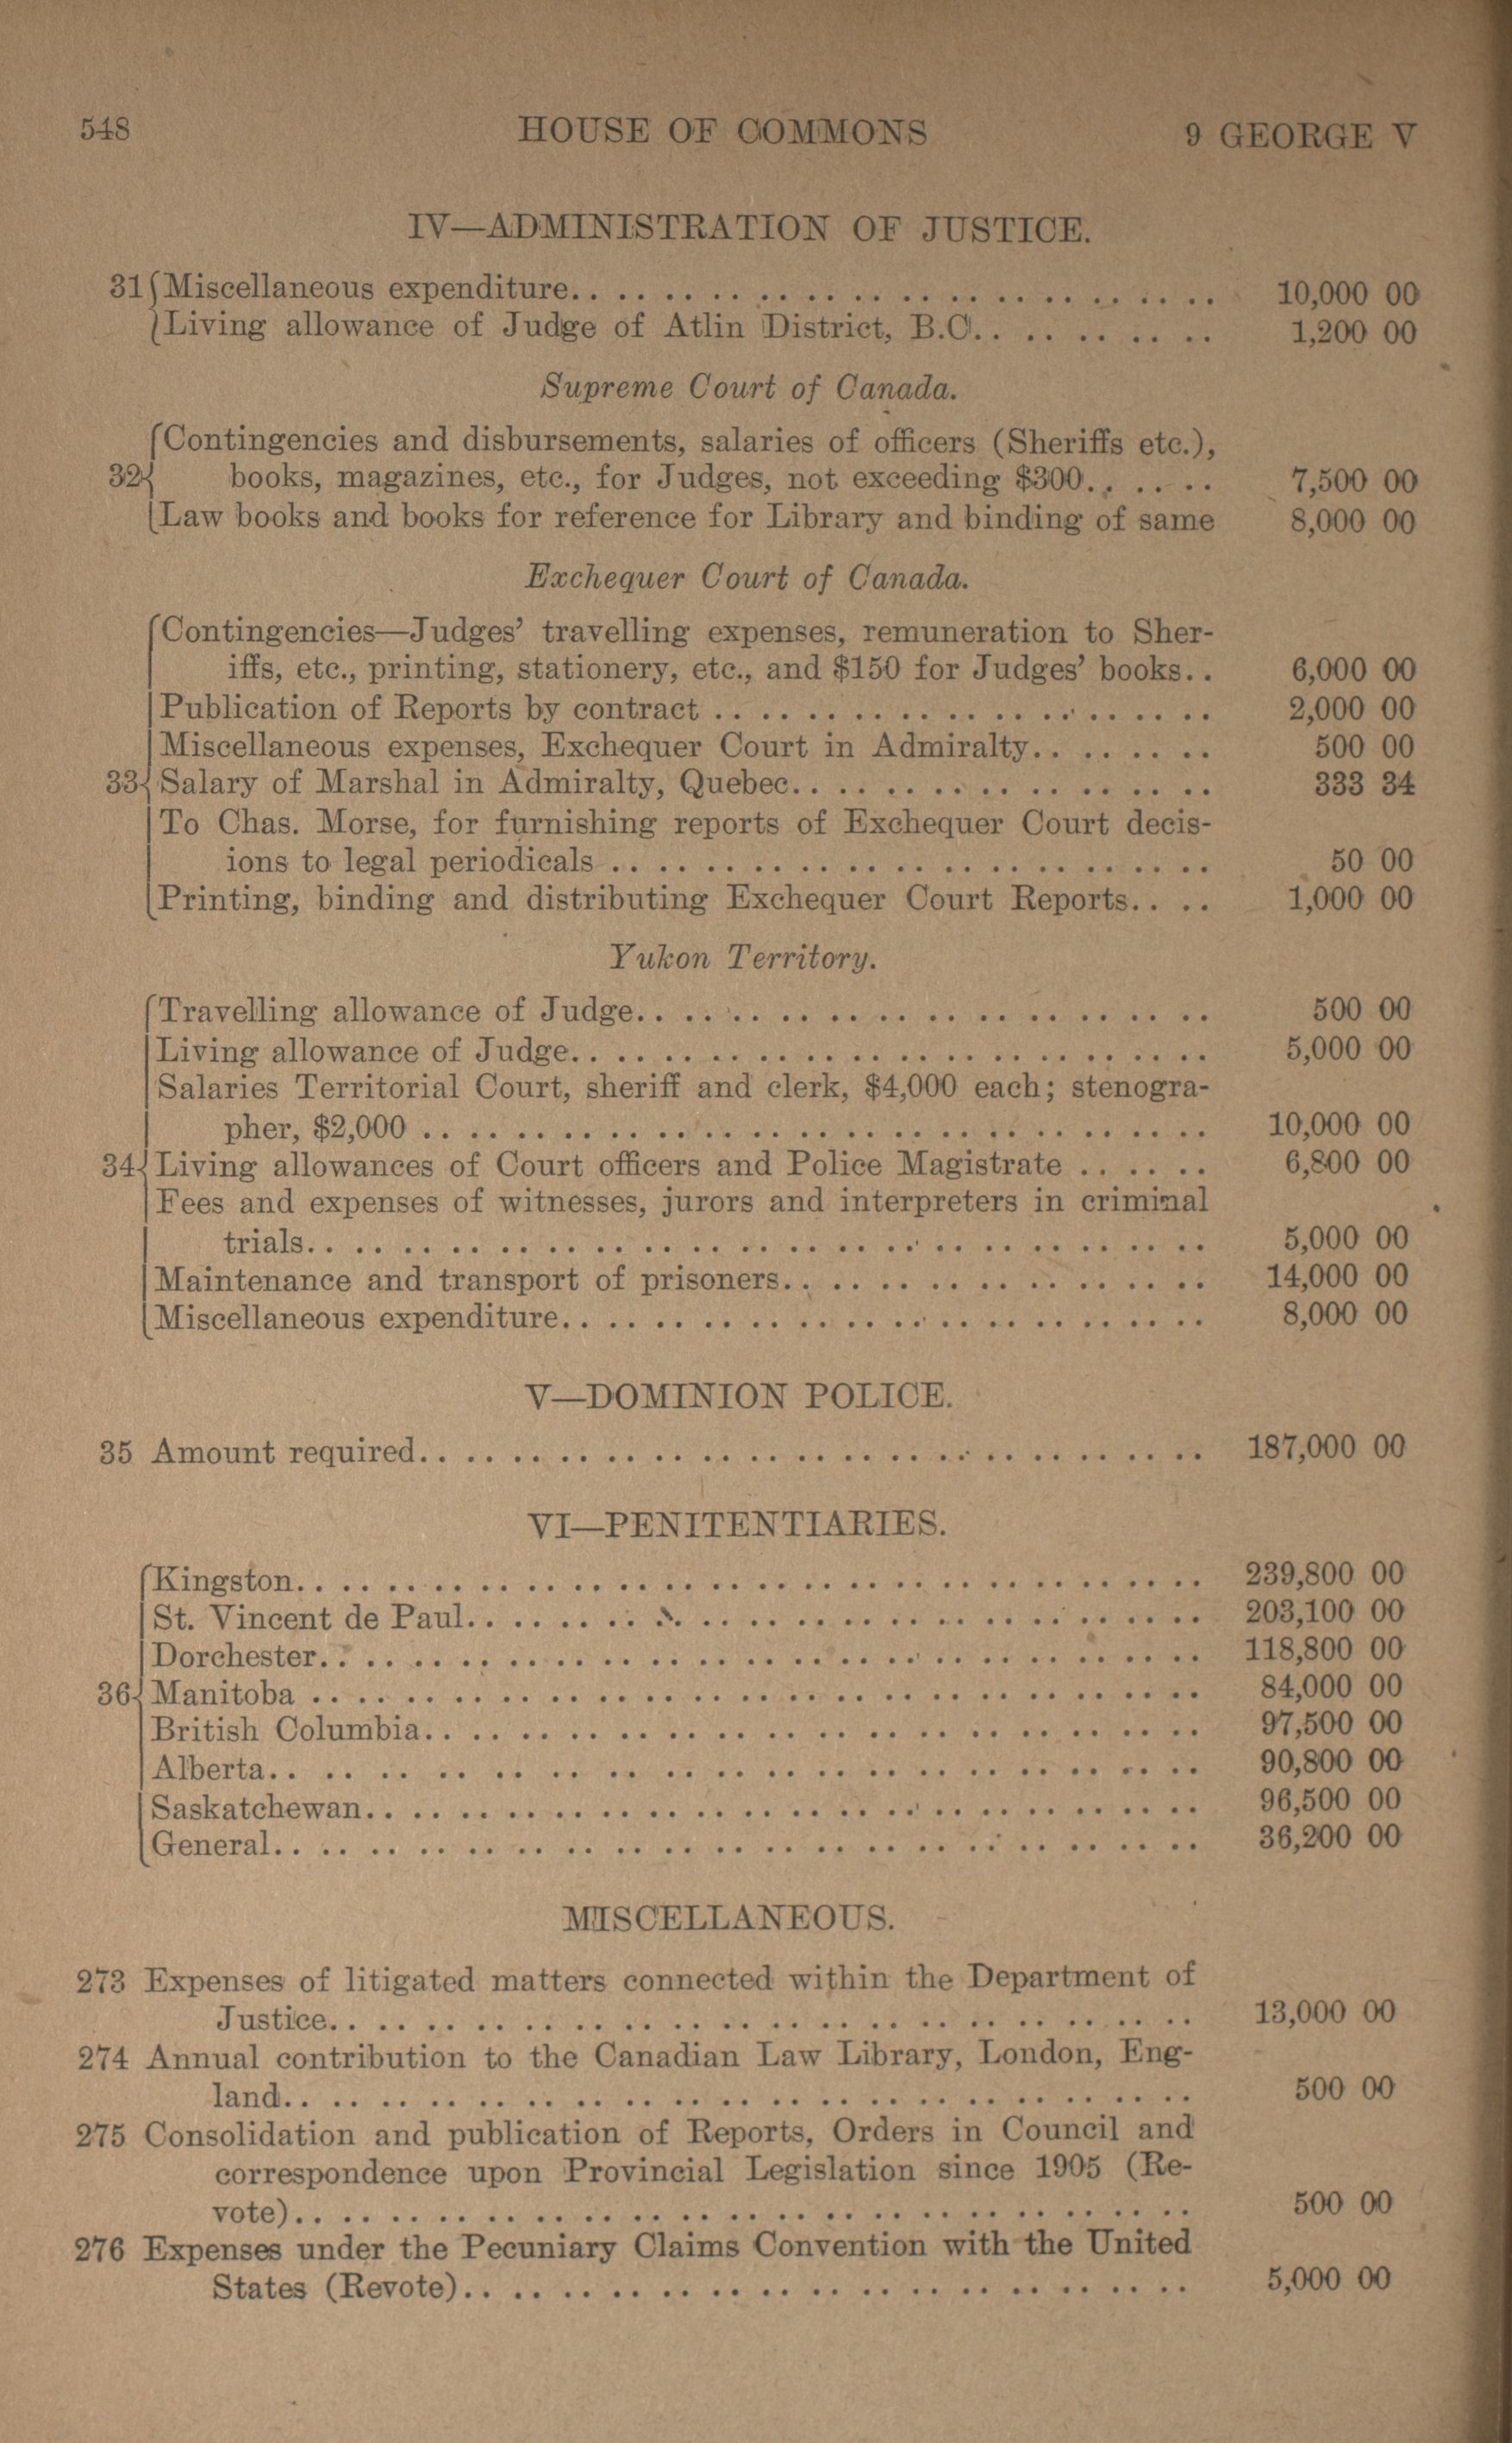 548 HOUSE OF COMMONS 9 GEORGE V
IV—ADMINISTRATION OF JUSTICE.
31 Miscellaneous expenditure.. .. .. .. .. .. .. .. .. .. .. .. .. .. 10,000 00
Living allowance of Judge of Atlin District, B.C.. .. .. .. .. 1,200 00
Supreme Court of Canada.
Contingencies and disbursements, salaries of officers (Sheriffs etc.),
32 books, magazines, etc., for Judges, not exceeding $300.. .. .. 7,500 00
Law books and books for reference for Library and binding of same 8,000 00
Exchequer Court of Canada.
Contingencies—Judges' travelling expenses, remuneration to Sher-
iffs, etc., printing, stationery, etc., and $150 for Judges' books.. 6,000 00
Publication of Reports by contract .. .. .. .. .. .. .. .. .. .. .. 2,000 00
Miscellaneous expenses, Exchequer Court in Admiralty.. .. .. .. 500 00
33 Salary of Marshal in Admiralty, Quebec.. .. .. .. .. .. .. .. .. 333 34
To Chas. Morse, for furnishing reports of Exchequer Court decis-
ions to legal periodicals .. .. .. .. .. .. .. .. .. .. .. .. .. 50 00
Printing, binding and distributing Exchequer Court Reports.. .. 1,000 00
Yukon Territory.
Travelling allowance of Judge.. .. .. .. .. .. .. .. .. .. .. .. 500 00
Living allowance of Judge.. .. .. .. .. .. .. .. .. .. .. .. .. .. 5,000 00
Salaries Territorial Court, sheriff and clerk, $4,000 each; stenogra-
pher, $2,000 .. .. .. .. .. .. .. .. .. .. .. .. .. .. .. .. .. 10,000 00
34 Living allowances of Court officers and Police Magistrate .. .. .. 6,800 00
Fees and expenses of witnesses, jurors and interpreters in criminal
trials.. .. .. .. .. .. .. .. .. .. .. .. .. .. .. .. .. .. .. 5,000 00
Maintenance and transport of prisoners.. .. .. .. .. .. .. .. .. 14,000 00
Miscellaneous expenditure.. .. .. .. .. .. .. .. .. .. .. .. .. .. 8,000 00
V—DOMINION POLICE.
35 Amount required.. .. .. .. .. .. .. .. .. .. .. .. .. .. .. .. .. 187,000 00
VI—PENITENTIARIES.
Kingston.. .. .. .. .. .. .. .. .. .. .. .. .. .. .. .. .. .. .. .. 239,800 00
St. Vincent de Paul.. .. .. .. .. .. .. .. .. .. .. .. .. .. .. .. 203,100 00
Dorchester.. .. .. .. .. .. .. .. .. .. .. .. .. .. .. .. .. .. .. 118,800 00
36 Manitoba .. .. .. .. .. .. .. .. .. .. .. .. .. .. .. .. .. .. .. 84,000 00
British Columbia.. .. .. .. .. .. .. .. .. .. .. .. .. .. .. .. .. 97,500 00
Alberta.. .. .. .. .. .. .. .. .. .. .. .. .. .. .. .. .. .. .. 90,800 00
Saskatchewan.. .. .. .. .. .. .. .. .. .. .. .. .. .. .. .. .. .. 96,500 00
General.. .. .. .. .. .. .. .. .. .. .. .. .. .. .. .. .. .. .. 36,200 00
MISCELLANEOUS.
273 Expenses of litigated matters connected within the Department of
Justice.. .. .. .. .. .. .. .. .. .. .. .. .. .. .. .. .. .. 13,000 00
274 Annual contribution to the Canadian Law Library, London, Eng-
land.. .. .. .. .. .. .. .. .. .. .. .. .. .. .. .. .. .. .. 500 00
275 Consolidation and publication of Reports, Orders in Council and
correspondence upon Provincial Legislation since 1905 (Re-
vote).. .. .. .. .. .. .. .. .. .. .. .. .. .. .. .. .. .. .. 500 00
276 Expenses under the Pecuniary Claims Convention with the United
States (Revote).. .. .. .. .. .. .. .. .. .. .. .. .. .. .. 5,000 00